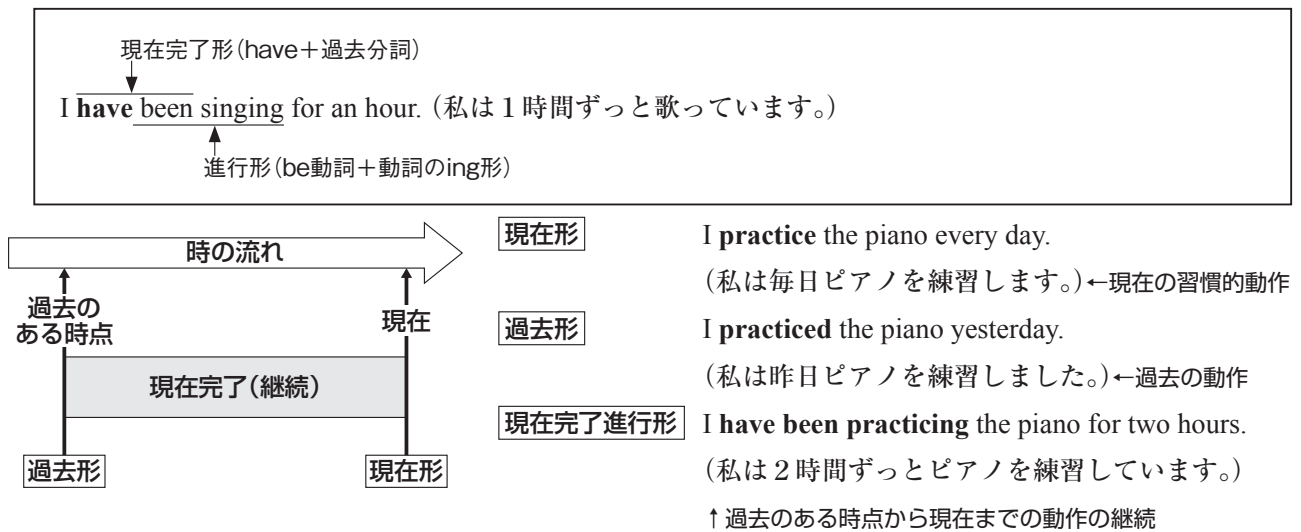 現在完了形(have+過去分詞)
I have been singing for an hour. (私は1時間ずっと歌っています。)
進行形(be動詞+動詞のing形)
時の流れ
過去の
ある時点
現在
現在完了(継続)
過去形
現在形
現在形 I practice the piano every day.
(私は毎日ピアノを練習します。)←現在の習慣的動作
過去形 I practiced the piano yesterday.
(私は昨日ピアノを練習しました。)←過去の動作
現在完了進行形 I have been practicing the piano for two hours.
(私は2時間ずっとピアノを練習しています。)
↑過去のある時点から現在までの動作の継続